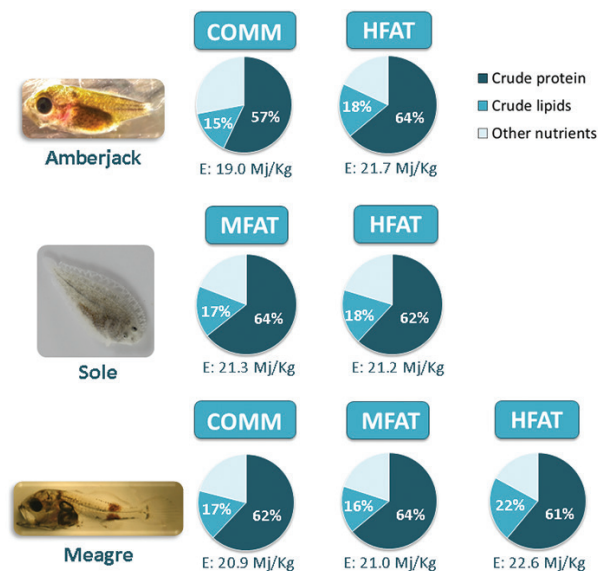 COMM HFAT
Crude protein
Crude lipids
Other nutrients
15% 57%
18% 64%
Amberjack
E: 19.0 Mj/Kg E: 21.7 Mj/Kg
MFAT HFAT
17% 64%
18% 62%
Sole
E: 21.3 Mj/Kg E: 21.2 Mj/Kg
COMM MFAT HFAT
17% 62%
16% 64%
22% 61%
Meagre
E: 20.9 Mj/Kg E: 21.0 Mj/Kg E: 22.6 Mj/Kg